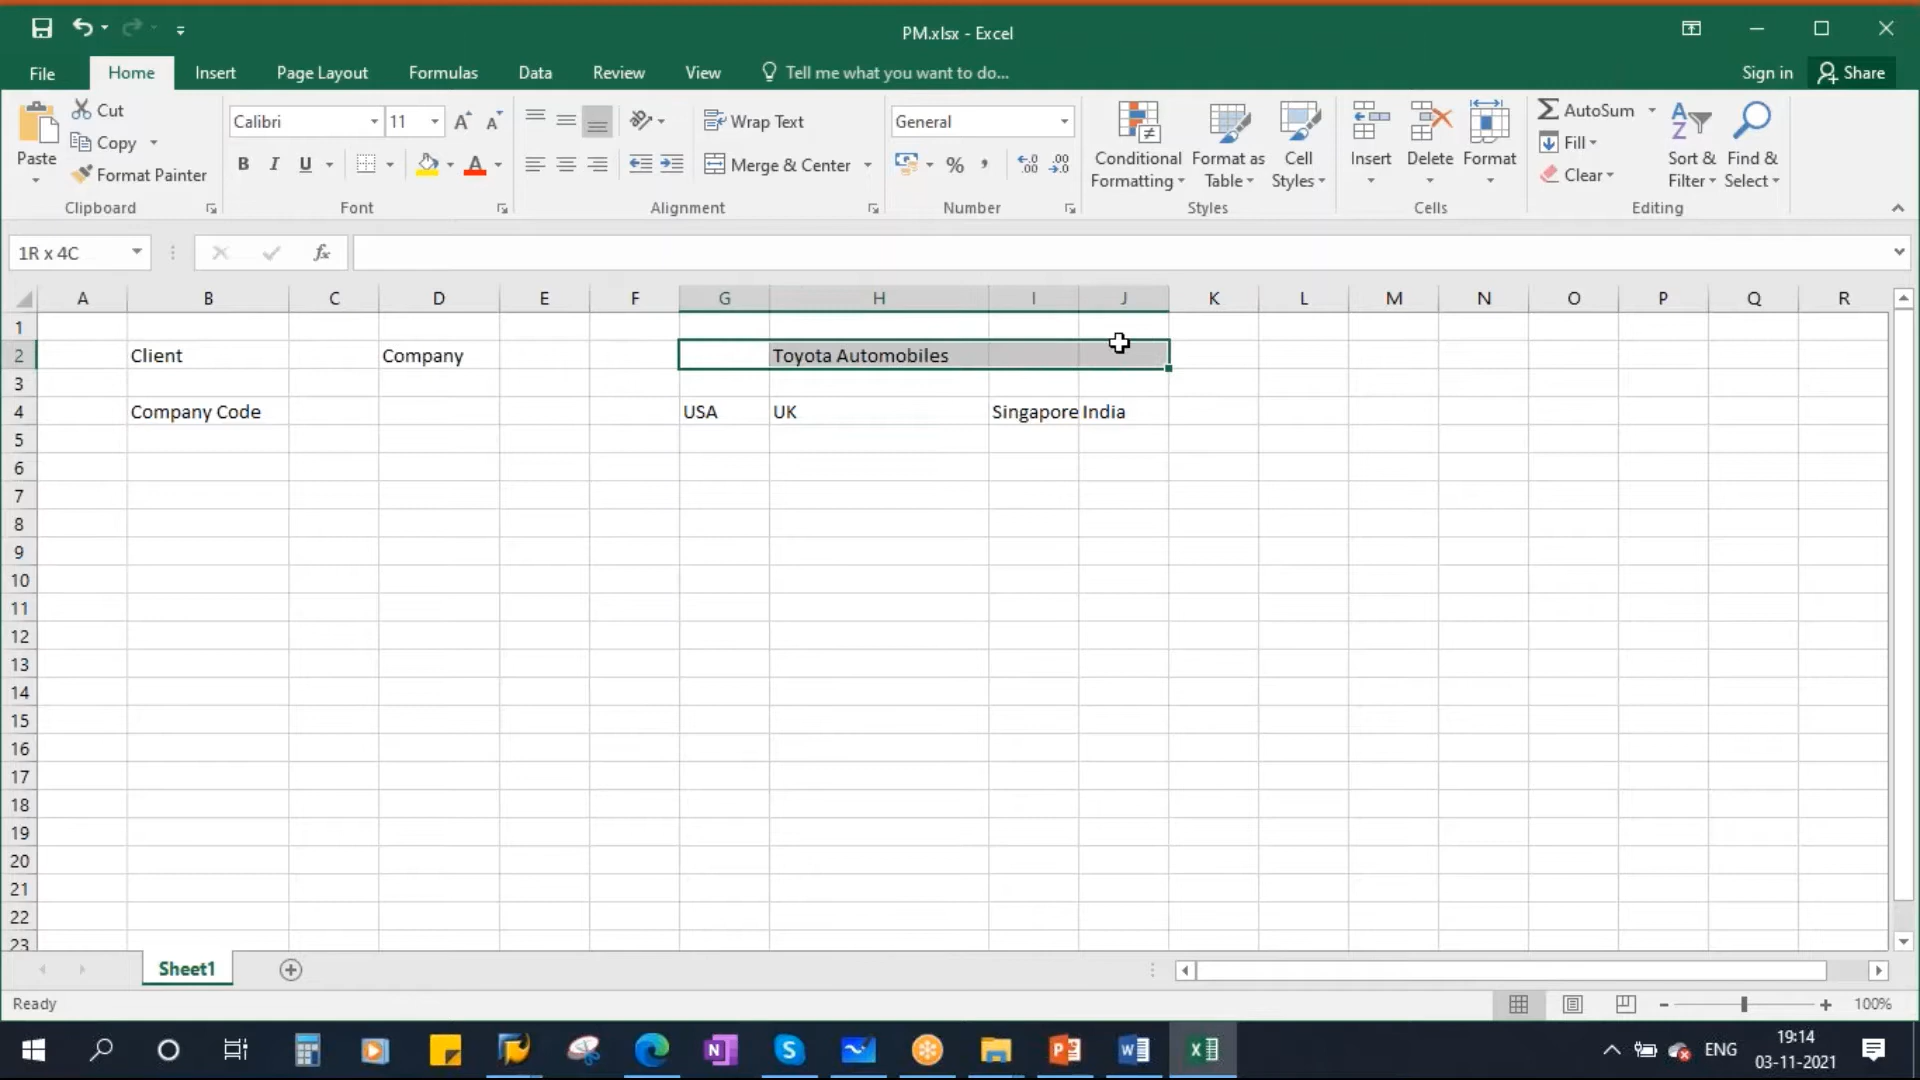 PM.xlsx - Excel
File Home Insert Page Layout Formulas Data Review View Tell me what you want to do... Sign in Share
Paste Cut Copy Format Painter Clipboard
Calibri 11 B I U A A A Font
Wrap Text Merge & Center Alignment
General % , Number
Conditional Formatting Format as Table Cell Styles Styles
Insert Delete Format Cells
AutoSum Fill Clear Sort & Filter Find & Select Editing
1R x 4C fx
A B C D E F G H I J K L M N O P Q R
1
2 Client Company Toyota Automobiles
3
4 Company Code USA UK Singapore India
5
6
7
8
9
10
11
12
13
14
15
16
17
18
19
20
21
22
23
Sheet1
Ready 100%
ENG 19:14
03-11-2021